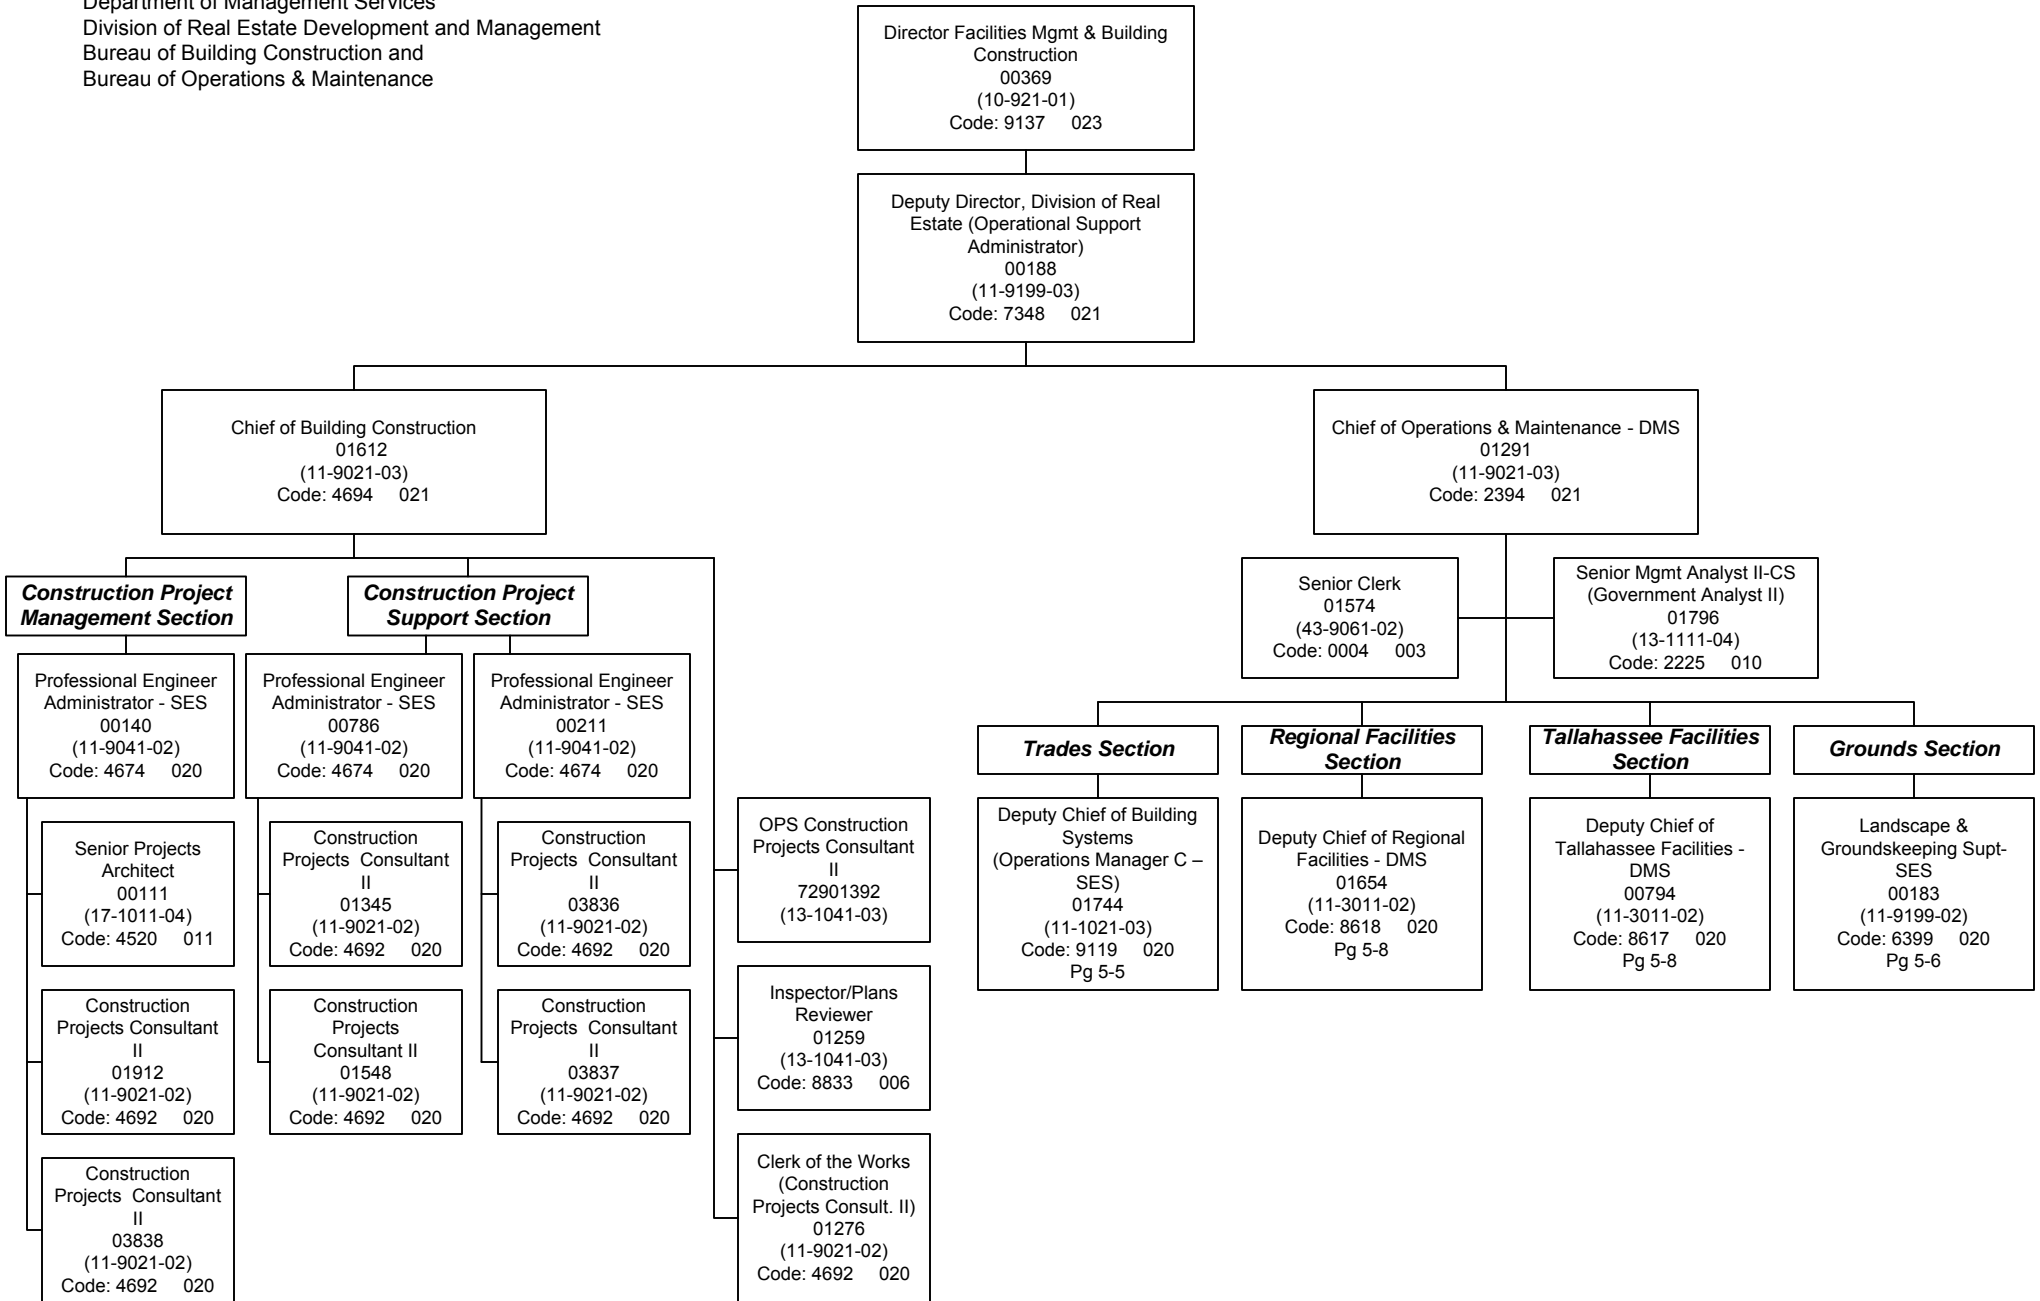 Department of Management Services
Division of Real Estate Development and Management
Bureau of Building Construction and
Bureau of Operations & Maintenance
Director Facilities Mgmt & Building
Construction
00369
(10-921-01)
Code: 9137 023
Deputy Director, Division of Real
Estate (Operational Support
Administrator)
00188
(11-9199-03)
Code: 7348 021
Chief of Building Construction
01612
(11-9021-03)
Code: 4694 021
Chief of Operations & Maintenance - DMS
01291
(11-9021-03)
Code: 2394 021
Construction Project
Management Section
Construction Project
Support Section
Senior Clerk
01574
(43-9061-02)
Code: 0004 003
Senior Mgmt Analyst II-CS
(Government Analyst II)
01796
(13-1111-04)
Code: 2225 010
Professional Engineer
Administrator - SES
00140
(11-9041-02)
Code: 4674 020
Professional Engineer
Administrator - SES
00786
(11-9041-02)
Code: 4674 020
Professional Engineer
Administrator - SES
00211
(11-9041-02)
Code: 4674 020
Trades Section
Regional Facilities
Section
Tallahassee Facilities
Section
Grounds Section
Senior Projects
Architect
00111
(17-1011-04)
Code: 4520 011
Construction
Projects Consultant
II
01345
(11-9021-02)
Code: 4692 020
Construction
Projects Consultant
II
03836
(11-9021-02)
Code: 4692 020
OPS Construction
Projects Consultant
II
72901392
(13-1041-03)
Deputy Chief of Building
Systems
(Operations Manager C –
SES)
01744
(11-1021-03)
Code: 9119 020
Pg 5-5
Deputy Chief of Regional
Facilities - DMS
01654
(11-3011-02)
Code: 8618 020
Pg 5-8
Deputy Chief of
Tallahassee Facilities -
DMS
00794
(11-3011-02)
Code: 8617 020
Pg 5-8
Landscape &
Groundskeeping Supt-
SES
00183
(11-9199-02)
Code: 6399 020
Pg 5-6
Construction
Projects Consultant
II
01912
(11-9021-02)
Code: 4692 020
Construction
Projects
Consultant II
01548
(11-9021-02)
Code: 4692 020
Construction
Projects Consultant
II
03837
(11-9021-02)
Code: 4692 020
Inspector/Plans
Reviewer
01259
(13-1041-03)
Code: 8833 006
Construction
Projects Consultant
II
03838
(11-9021-02)
Code: 4692 020
Clerk of the Works
(Construction
Projects Consult. II)
01276
(11-9021-02)
Code: 4692 020